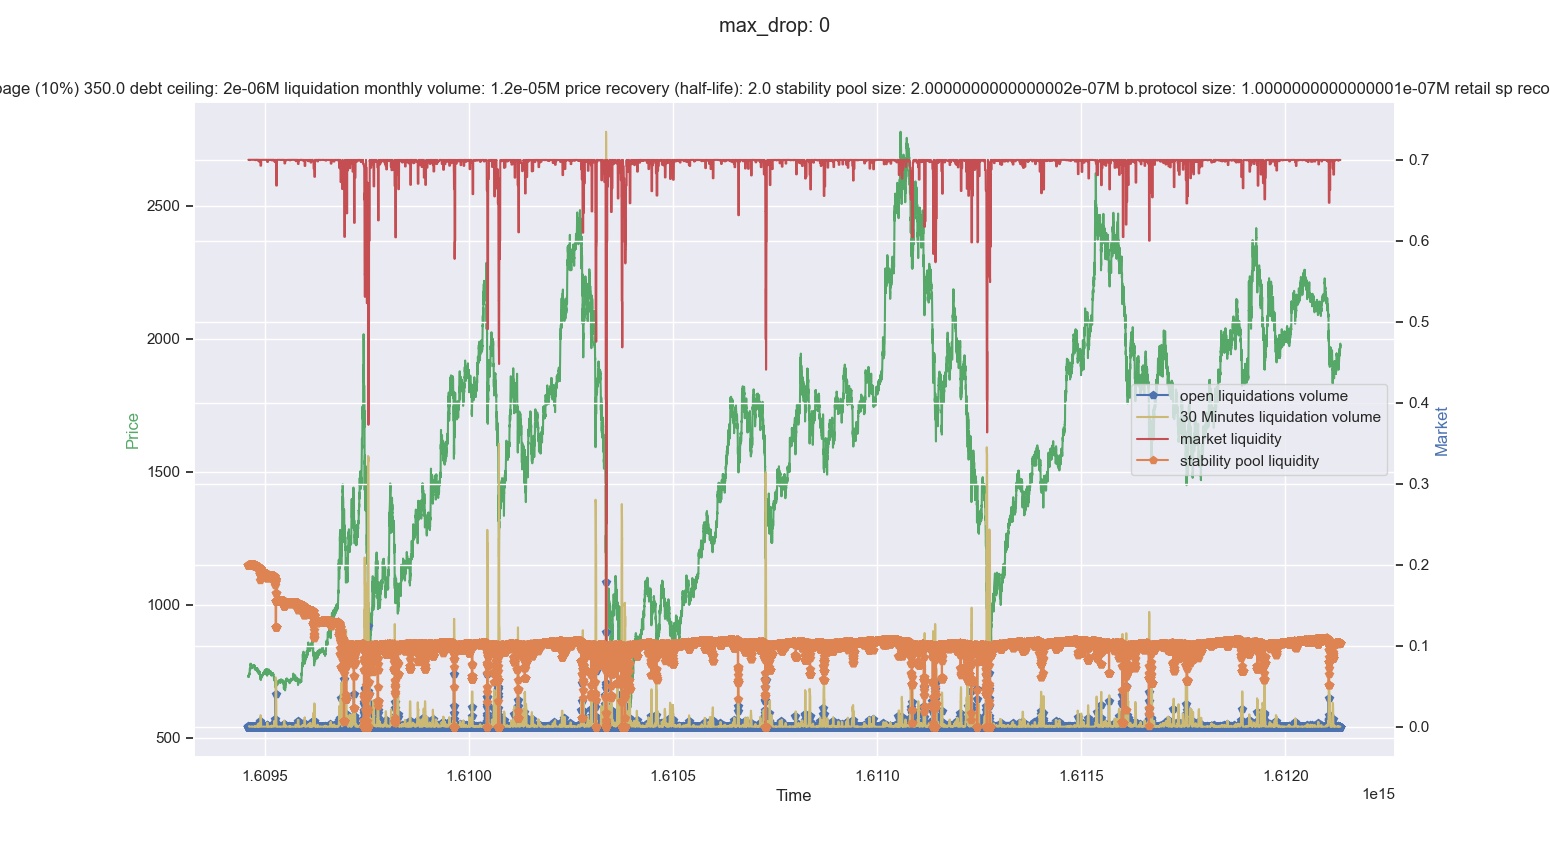 max_drop: 0
page (10%) 350.0 debt ceiling: 2e-06M liquidation monthly volume: 1.2e-05M price recovery (half-life): 2.0 stability pool size: 2.0000000000000002e-07M b.protocol size: 1.0000000000000001e-07M retail sp reco
2500
2000
1500
1000
500
Price
0.7
0.6
0.5
0.4
0.3
0.2
0.1
0.0
Market
open liquidations volume
30 Minutes liquidation volume
market liquidity
stability pool liquidity
1.6095 1.6100 1.6105 1.6110 1.6115 1.6120
Time
1e15